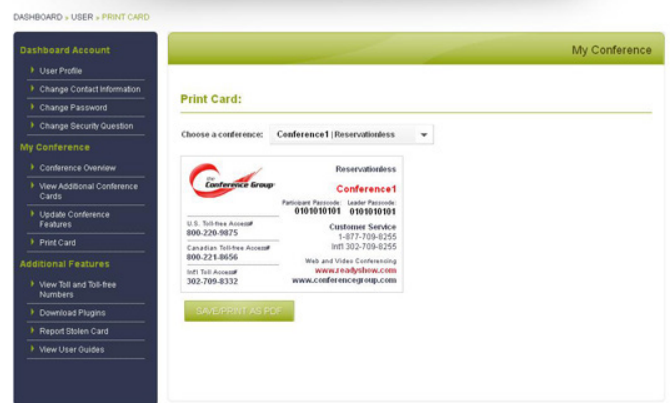 DASHBOARD » USER » PRINT CARD
Dashboard Account
User Profile
Change Contact Information
Change Password
Change Security Question
My Conference
Conference Overview
View Additional Conference
Cards
Update Conference
Features
Print Card
Additional Features
View Toll and Toll-free
Numbers
Download Plugins
Report Stolen Card
View User Guides
My Conference
Print Card:
Choose a conference: Conference1 | Reservationless
the
Conference Group
U.S. Toll-free Access#
800-220-9875
Canadian Toll-free Access#
800-221-8656
Int'l Toll Access#
302-709-8332
Reservationless
Conference1
Participant Passcode: Leader Passcode:
0101010101 0101010101
Customer Service
1-877-709-8255
Int'l 302-709-8255
Web and Video Conferencing
www.readyshow.com
www.conferencegroup.com
SAVE/PRINT AS PDF